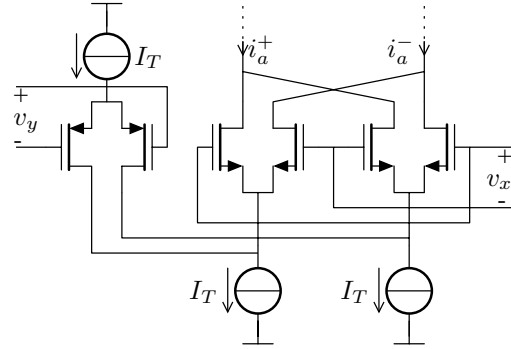 I_T
i_a^+
i_a^-
+
v_y
-
+
v_x
-
I_T
I_T